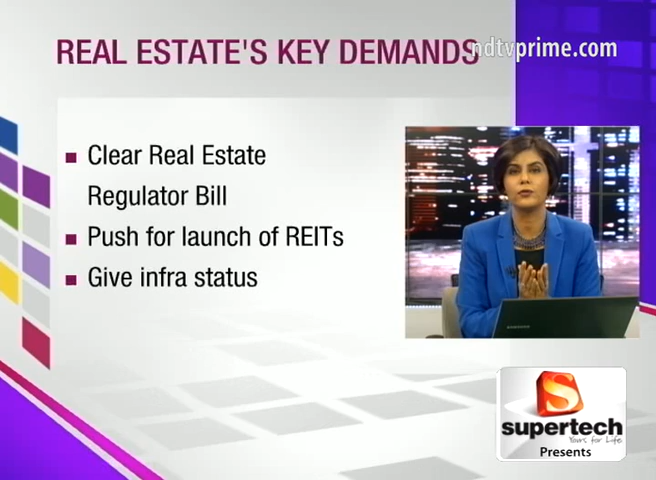 REAL ESTATE'S KEY DEMANDS
ndtvprime.com
Clear Real Estate
Regulator Bill
Push for launch of REITs
Give infra status
S
supertech
Yours for Life
Presents